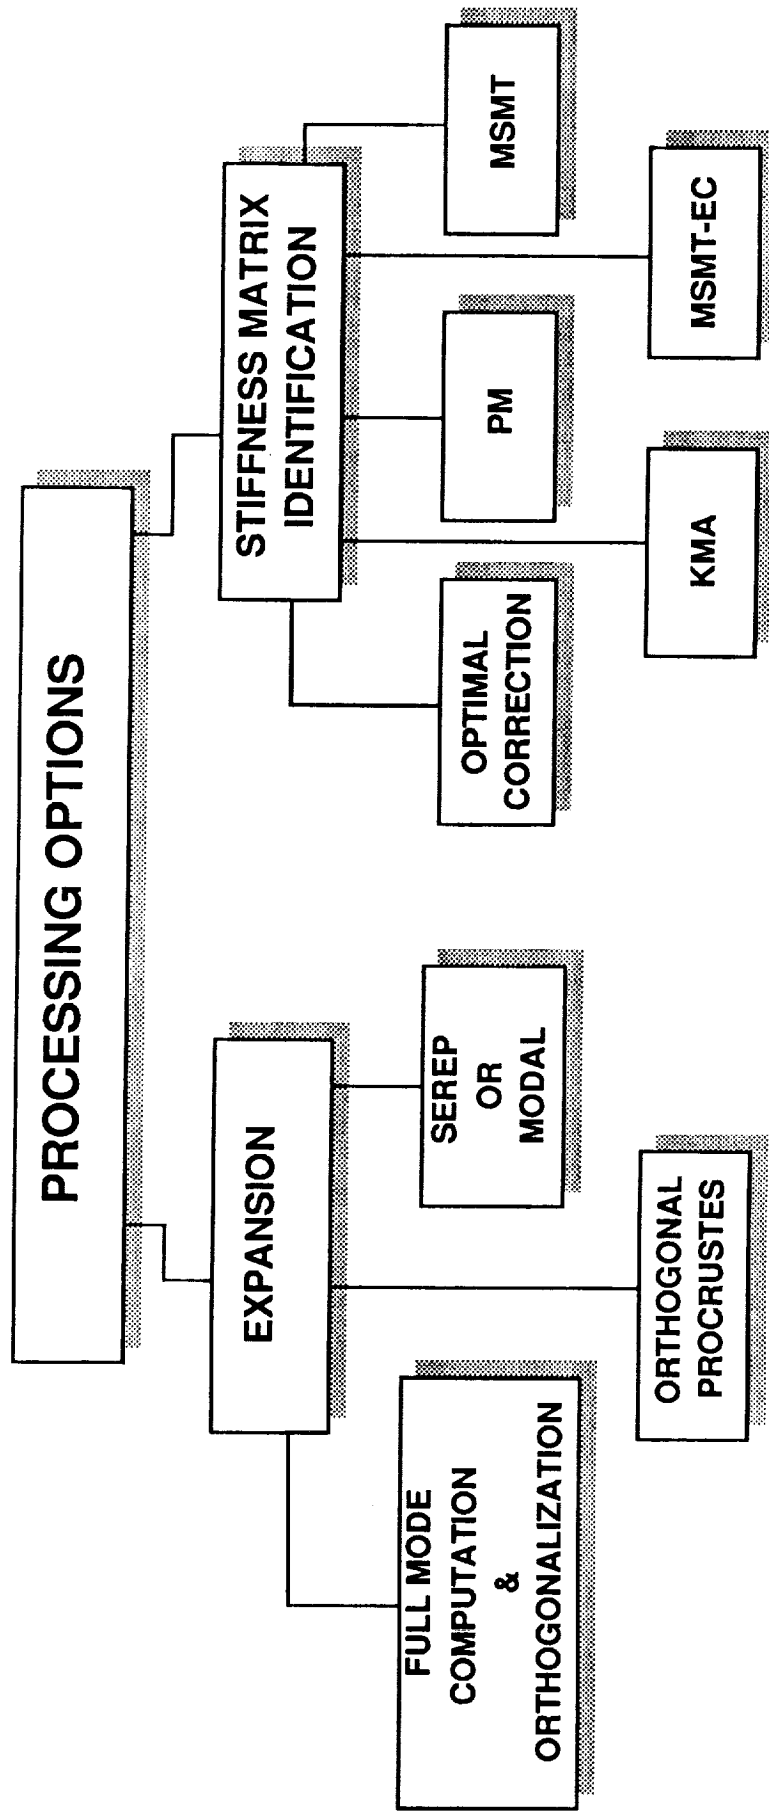 PROCESSING OPTIONS
EXPANSION
STIFFNESS MATRIX
IDENTIFICATION
FULL MODE
COMPUTATION
&
ORTHOGONALIZATION
ORTHOGONAL
PROCRUSTES
SEREP
OR
MODAL
OPTIMAL
CORRECTION
KMA
PM
MSMT-EC
MSMT